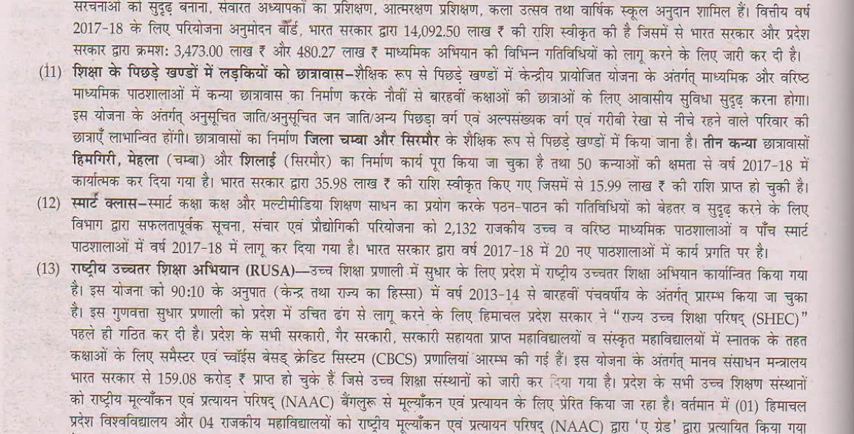 सरंचनाओं को सुदृढ़ बनाना, सेवारत अध्यापकों का प्रशिक्षण, आत्मरक्षण प्रशिक्षण, कला उत्सव तथा वार्षिक स्कूल अनुदान शामिल हैं। वित्तीय वर्ष
2017-18 के लिए परियोजना अनुमोदन बोर्ड, भारत सरकार द्वारा 14,092.50 लाख ₹ की राशि स्वीकृत की है जिसमें से भारत सरकार और प्रदेश
सरकार द्वारा क्रमश: 3,473.00 लाख ₹ और 480.27 लाख ₹ माध्यमिक अभियान की विभिन्न गतिविधियों को लागू करने के लिए जारी कर दी है।
(11) शिक्षा के पिछड़े खण्डों में लड़कियों को छात्रावास–शैक्षिक रूप से पिछड़े खण्डों में केन्द्रीय प्रायोजित योजना के अंतर्गत् माध्यमिक और वरिष्ठ
माध्यमिक पाठशालाओं में कन्या छात्रावास का निर्माण करके नौवीं से बारहवीं कक्षाओं की छात्राओं के लिए आवासीय सुविधा सुदृढ़ करना होगा।
इस योजना के अंतर्गत् अनुसूचित जाति/अनुसूचित जन जाति/अन्य पिछड़ा वर्ग एवं अल्पसंख्यक वर्ग एवं गरीबी रेखा से नीचे रहने वाले परिवार की
छात्राएँ लाभान्वित होंगी। छात्रावासों का निर्माण जिला चम्बा और सिरमौर के शैक्षिक रूप से पिछड़े खण्डों में किया जाना है। तीन कन्या छात्रावासों
हिमगिरी, मेहला (चम्बा) और शिलाई (सिरमौर) का निर्माण कार्य पूरा किया जा चुका है तथा 50 कन्याओं की क्षमता से वर्ष 2017-18 में
कार्यात्मक कर दिया गया है। भारत सरकार द्वारा 35.98 लाख ₹ की राशि स्वीकृत किए गए जिसमें से 15.99 लाख ₹ की राशि प्राप्त हो चुकी है।
(12) स्मार्ट क्लास–स्मार्ट कक्षा कक्ष और मल्टीमीडिया शिक्षण साधन का प्रयोग करके पठन-पाठन की गतिविधियों को बेहतर व सुदृढ़ करने के लिए
विभाग द्वारा सफलतापूर्वक सूचना, संचार एवं प्रौद्योगिकी परियोजना को 2,132 राजकीय उच्च व वरिष्ठ माध्यमिक पाठशालाओं व पाँच स्मार्ट
पाठशालाओं में वर्ष 2017-18 में लागू कर दिया गया है। भारत सरकार द्वारा वर्ष 2017-18 में 20 नए पाठशालाओं में कार्य प्रगति पर है।
(13) राष्ट्रीय उच्चतर शिक्षा अभियान (RUSA)—उच्च शिक्षा प्रणाली में सुधार के लिए प्रदेश में राष्ट्रीय उच्चतर शिक्षा अभियान कार्यान्वित किया गया
है। इस योजना को 90:10 के अनुपात (केन्द्र तथा राज्य का हिस्सा) में वर्ष 2013-14 से बारहवीं पंचवर्षीय के अंतर्गत् प्रारम्भ किया जा चुका
है। इस गुणवत्ता सुधार प्रणाली को प्रदेश में उचित ढंग से लागू करने के लिए हिमाचल प्रदेश सरकार ने “राज्य उच्च शिक्षा परिषद् (SHEC)”
पहले ही गठित कर दी है। प्रदेश के सभी सरकारी, गैर सरकारी, सरकारी सहायता प्राप्त महाविद्यालयों व संस्कृत महाविद्यालयों में स्नातक के तहत
कक्षाओं के लिए समैस्टर एवं च्वॉईस बेसड् क्रेडिट सिस्टम (CBCS) प्रणालियां आरम्भ की गई हैं। इस योजना के अंतर्गत् मानव संसाधन मन्त्रालय
भारत सरकार से 159.08 करोड़ ₹ प्राप्त हो चुके हैं जिसे उच्च शिक्षा संस्थानों को जारी कर दिया गया है। प्रदेश के सभी उच्च शिक्षण संस्थानों
को राष्ट्रीय मूल्याँकन एवं प्रत्यायन परिषद् (NAAC) बैंगलुरू से मूल्याँकन एवं प्रत्यायन के लिए प्रेरित किया जा रहा है। वर्तमान में (01) हिमाचल
प्रदेश विश्वविद्यालय और 04 राजकीय महाविद्यालयों को राष्ट्रीय मूल्याँकन एवं प्रत्यायन परिषद् (NAAC) द्वारा ‘ए ग्रेड’ द्वारा प्रत्यायित किया गया